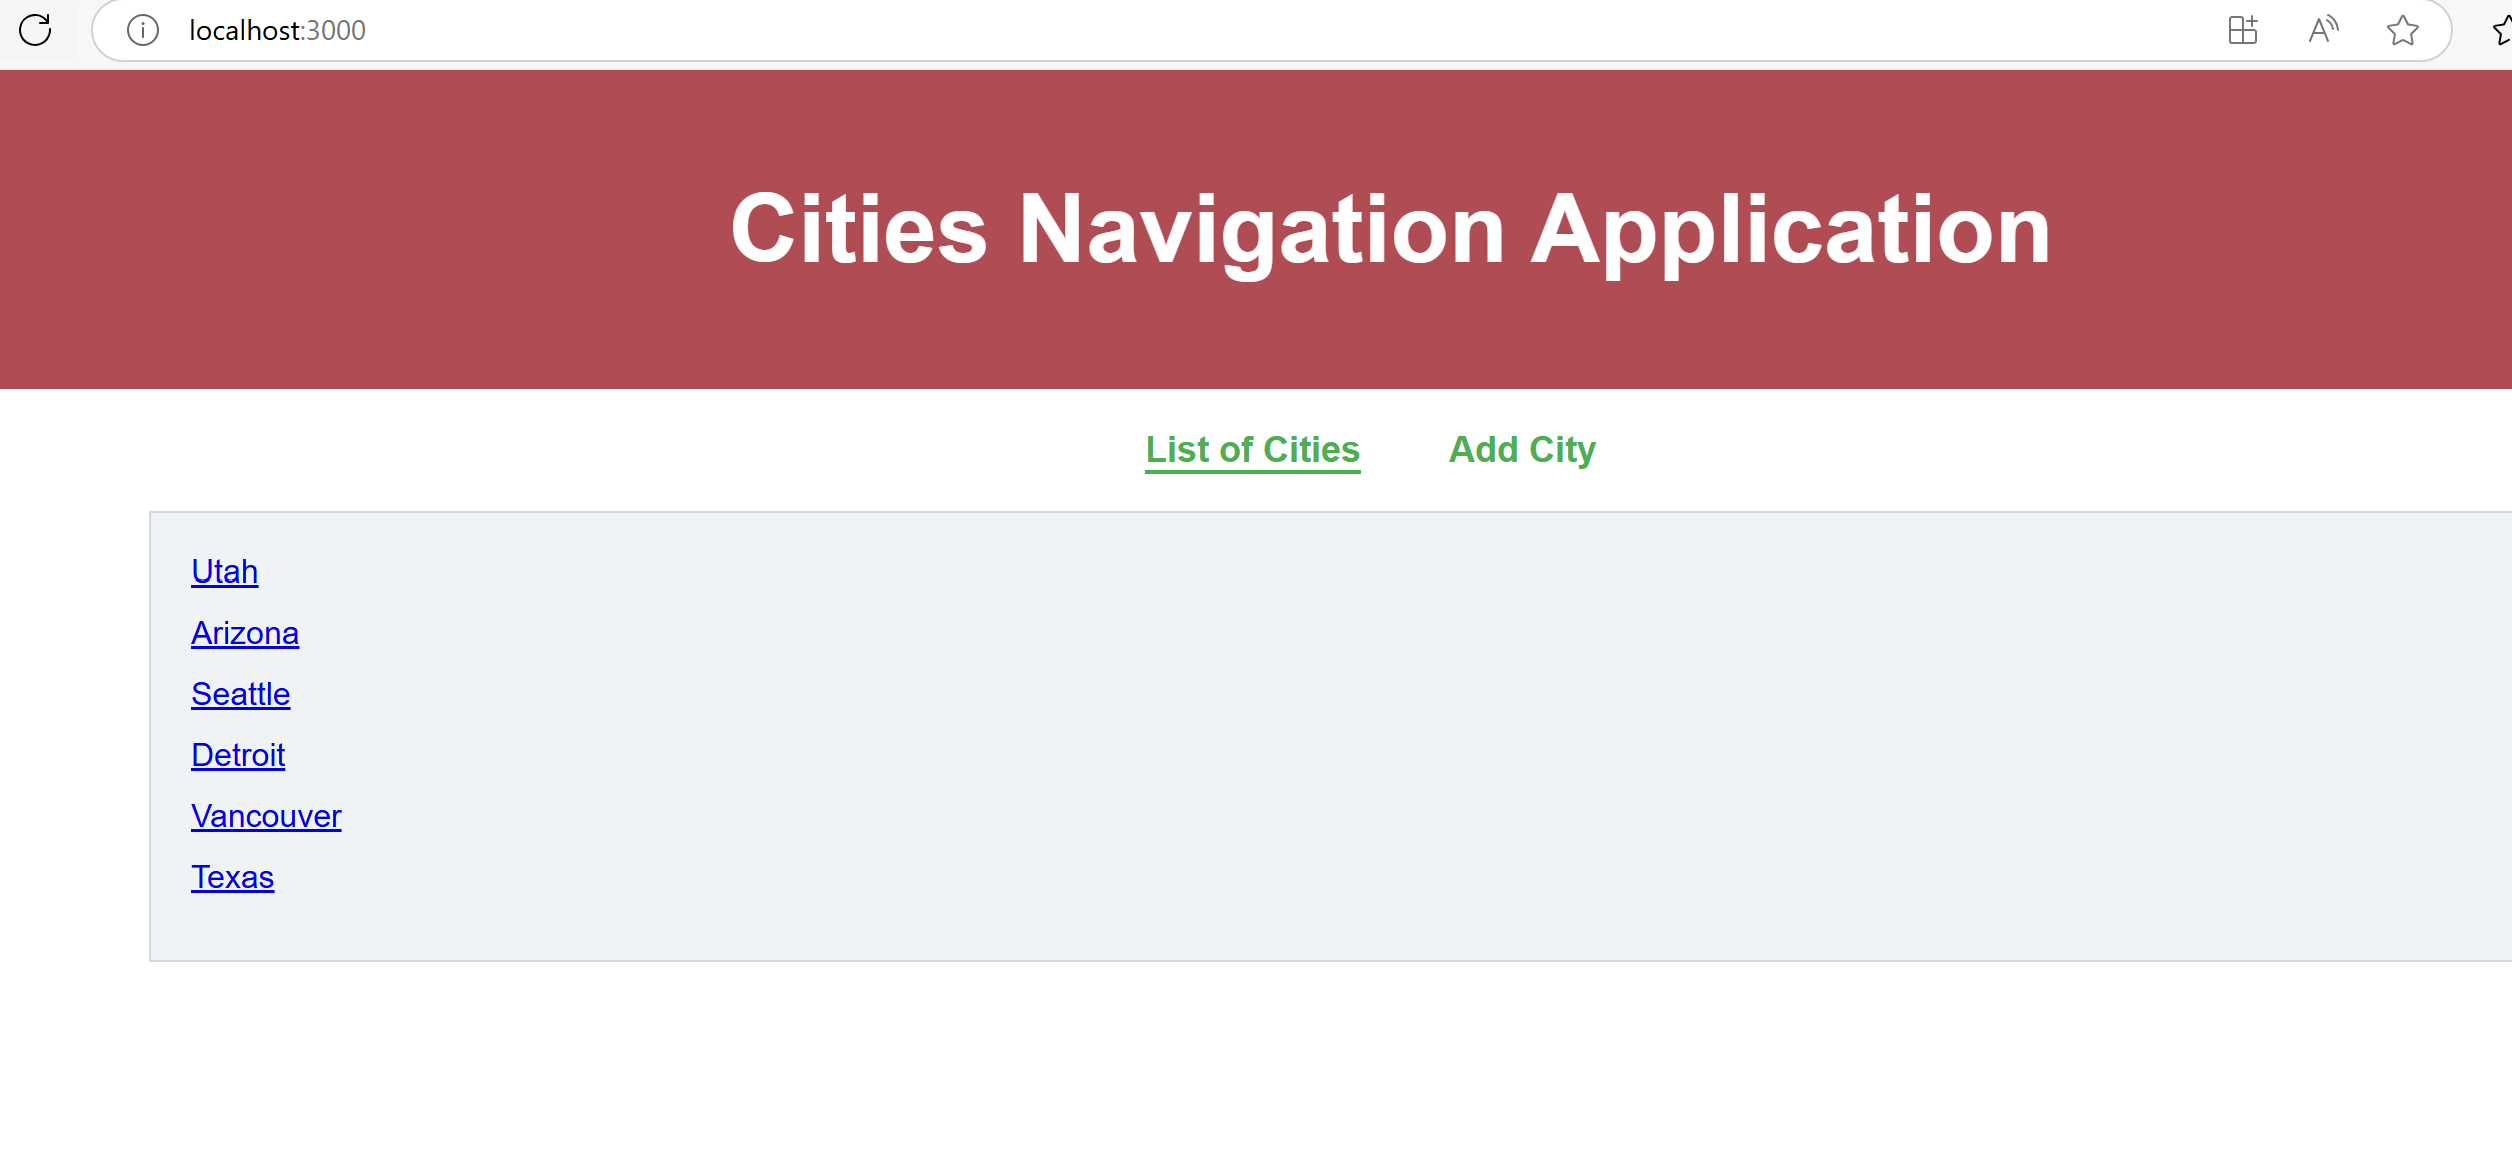 localhost:3000
Cities Navigation Application
List of Cities Add City
Utah
Arizona
Seattle
Detroit
Vancouver
Texas